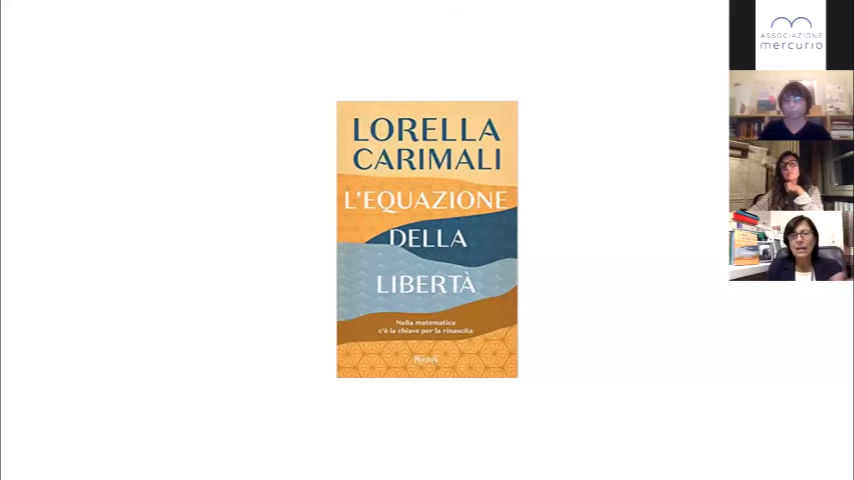 LORELLA
CARIMALI
L'EQUAZIONE
DELLA
LIBERTÀ
Nella matematica
c'è la chiave per la rinascita
Rizzoli
ASSOCIAZIONE
mercurio